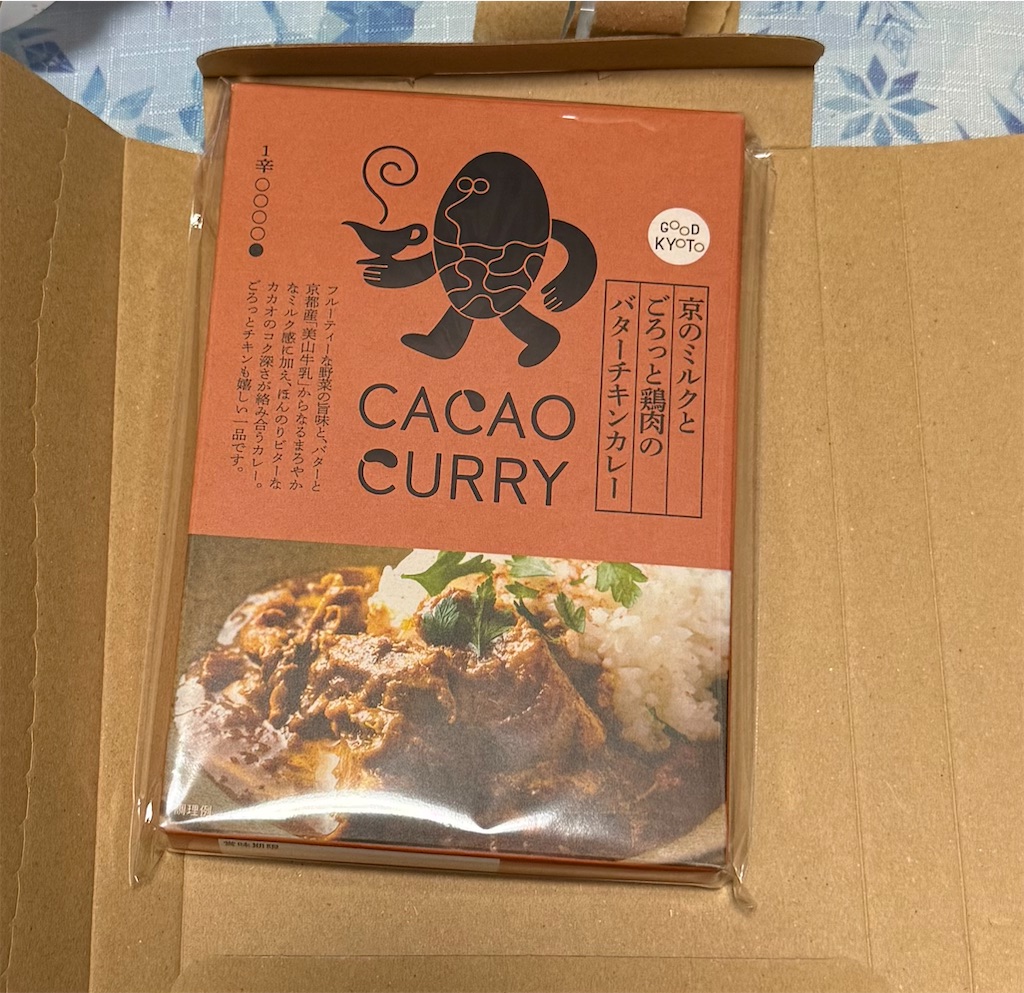 GOOD
KYOTO
京のミルクと
ごろっと鶏肉の
バターチキンカレー
CACAO
CURRY
フルーティーな野菜の旨味と、バターと
京都産「美山牛乳」からなるまろやか
なミルク感に加え、ほんのりビターな
カカオのコク深さが絡み合うカレー。
ごろっとチキンも嬉しい一品です。
1辛○○○○●
調理例
賞味期限